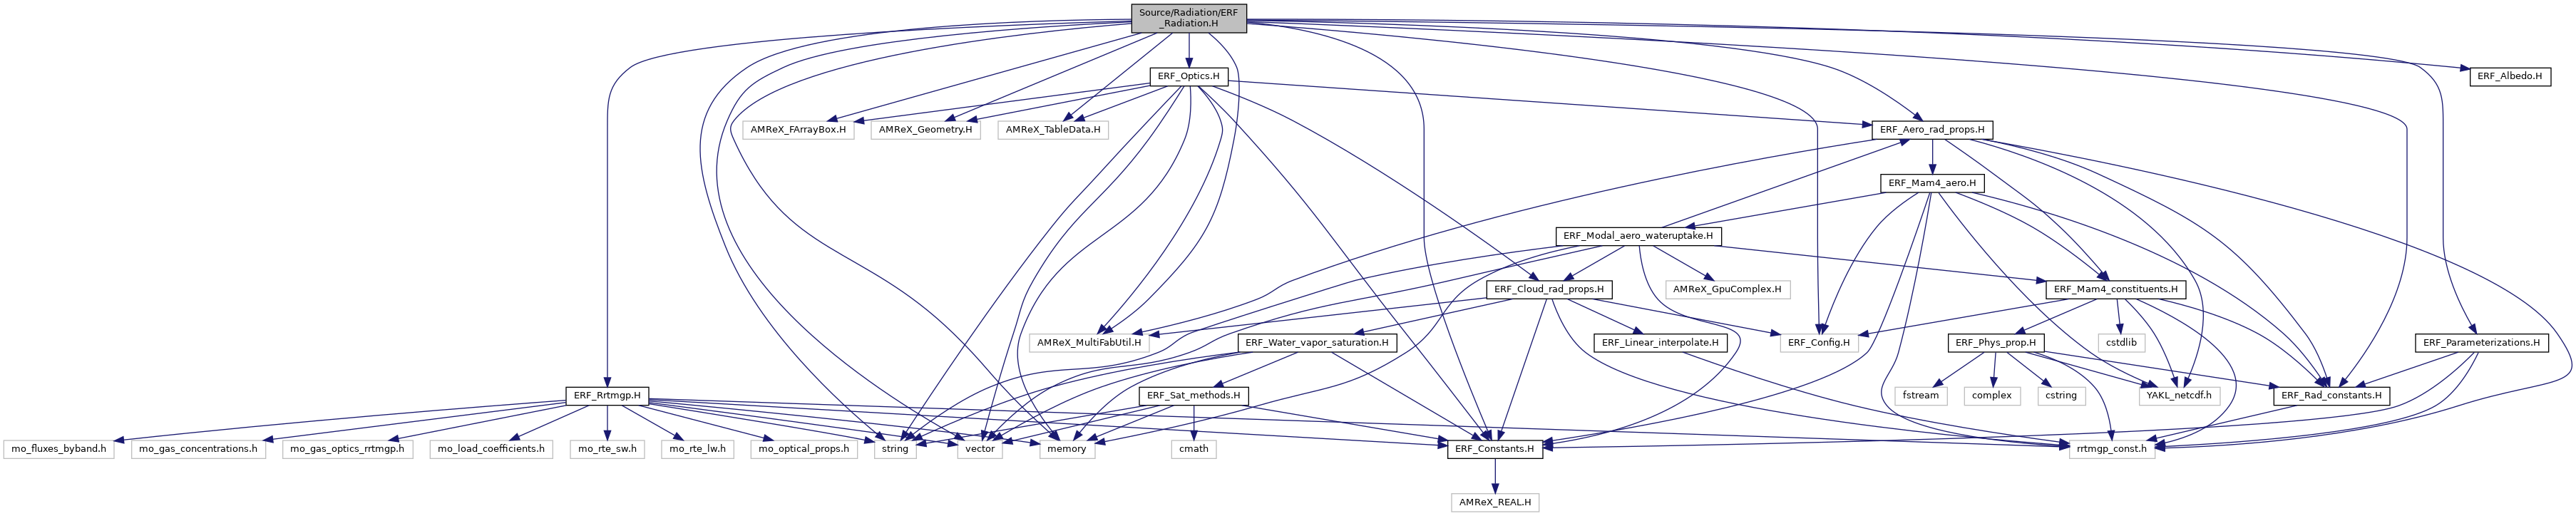 Source/Radiation/ERF
_Radiation.H
ERF_Optics.H
ERF_Albedo.H
AMReX_FArrayBox.H
AMReX_Geometry.H
AMReX_TableData.H
ERF_Aero_rad_props.H
ERF_Mam4_aero.H
ERF_Modal_aero_wateruptake.H
ERF_Cloud_rad_props.H
AMReX_GpuComplex.H
ERF_Mam4_constituents.H
AMReX_MultiFabUtil.H
ERF_Water_vapor_saturation.H
ERF_Linear_interpolate.H
ERF_Config.H
ERF_Phys_prop.H
cstdlib
ERF_Parameterizations.H
ERF_Rrtmgp.H
ERF_Sat_methods.H
fstream
complex
cstring
YAKL_netcdf.h
ERF_Rad_constants.H
mo_fluxes_byband.h
mo_gas_concentrations.h
mo_gas_optics_rrtmgp.h
mo_load_coefficients.h
mo_rte_sw.h
mo_rte_lw.h
mo_optical_props.h
string
vector
memory
cmath
ERF_Constants.H
rrtmgp_const.h
AMReX_REAL.H